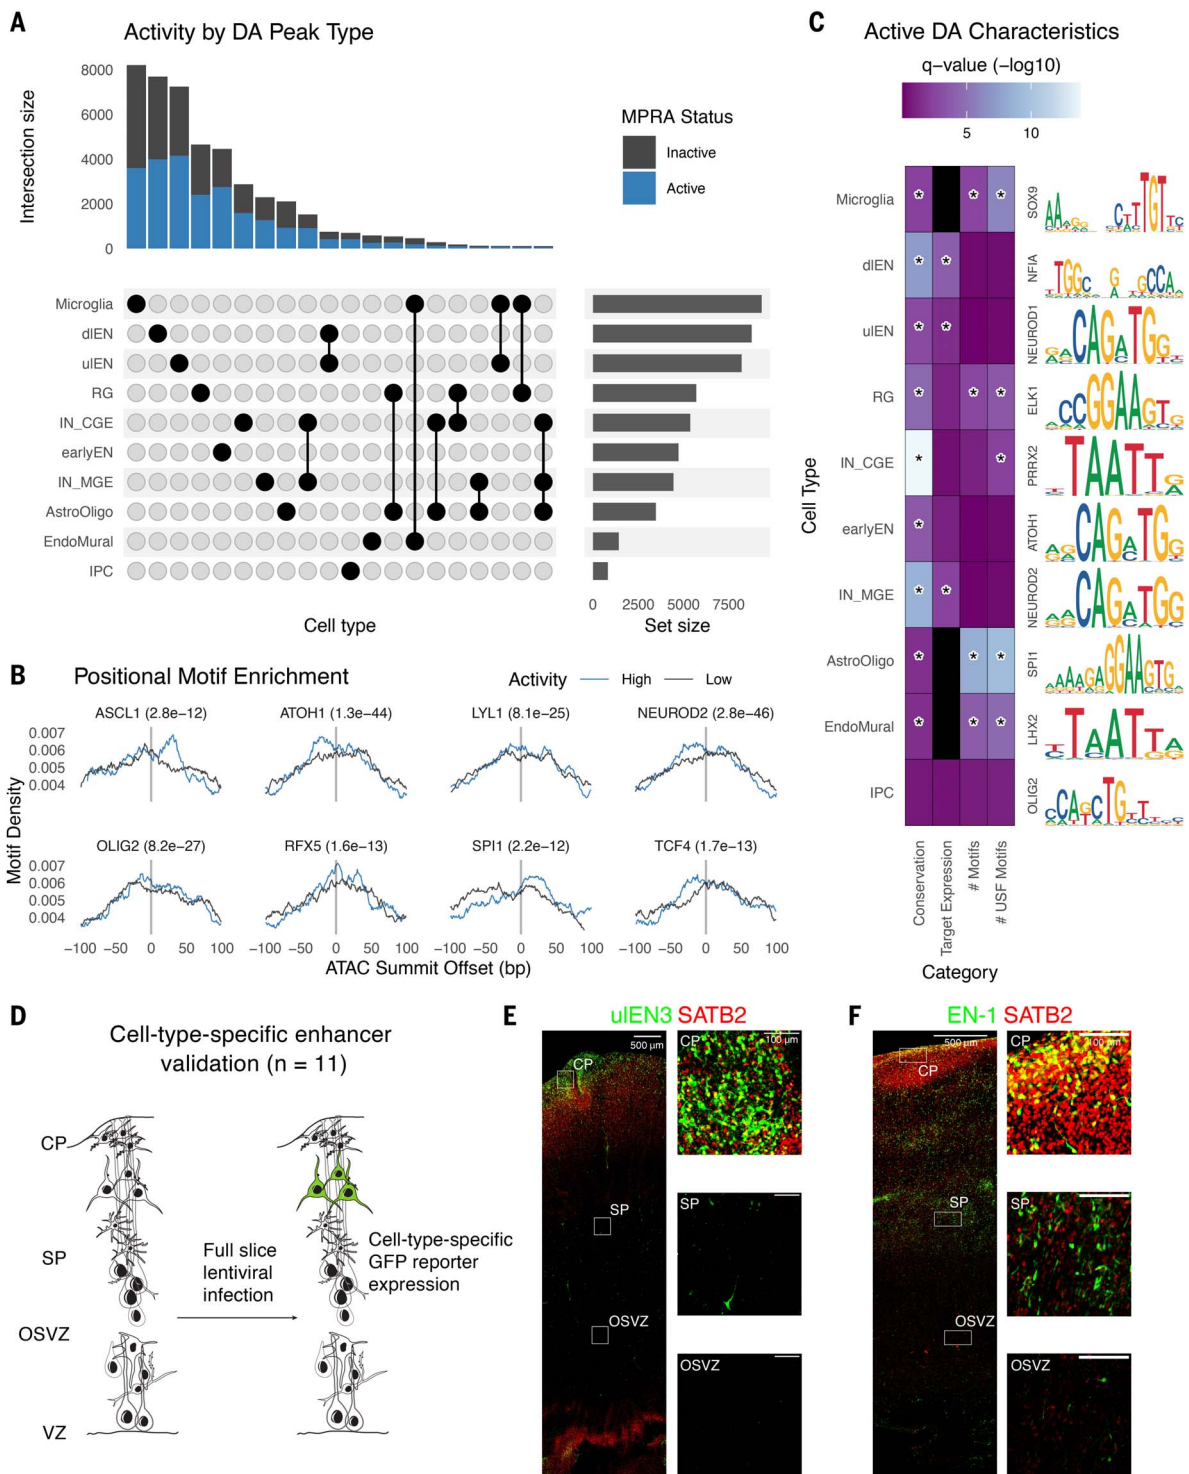 A
Activity by DA Peak Type
Intersection size
8000
6000
4000
2000
0
MPRA Status
Inactive
Active
Microglia
dlEN
ulEN
RG
IN_CGE
earlyEN
IN_MGE
AstroOligo
EndoMural
IPC
Cell type
0 2500 5000 7500
Set size
B
Positional Motif Enrichment
Activity
High
Low
Motif Density
ASCL1 (2.8e−12)
ATOH1 (1.3e−44)
LYL1 (8.1e−25)
NEUROD2 (2.8e−46)
0.007
0.006
0.005
0.004
OLIG2 (8.2e−27)
RFX5 (1.6e−13)
SPI1 (2.2e−12)
TCF4 (1.7e−13)
0.007
0.006
0.005
0.004
−100 −50 0 50 −100 −50 0 50 −100 −50 0 50 100 −100 −50 0 50 100
ATAC Summit Offset (bp)
C
Active DA Characteristics
q−value (−log10)
5 10
Cell Type
Microglia
dlEN
ulEN
RG
IN_CGE
earlyEN
IN_MGE
AstroOligo
EndoMural
IPC
SOX9
NFIA
NEUROD1
ELK1
PRRX2
ATOH1
NEUROD2
SPI1
LHX2
OLIG2
Conservation
Target Expression
# Motifs
# USF Motifs
Category
D
Cell-type-specific enhancer
validation (n = 11)
CP
SP
OSVZ
VZ
Full slice
lentiviral
infection
Cell-type-specific
GFP reporter
expression
E
ulEN3 SATB2
500 µm
CP
SP
OSVZ
CP
100 µm
SP
OSVZ
F
EN-1 SATB2
500 µm
CP
SP
OSVZ
CP
100 µm
SP
OSVZ